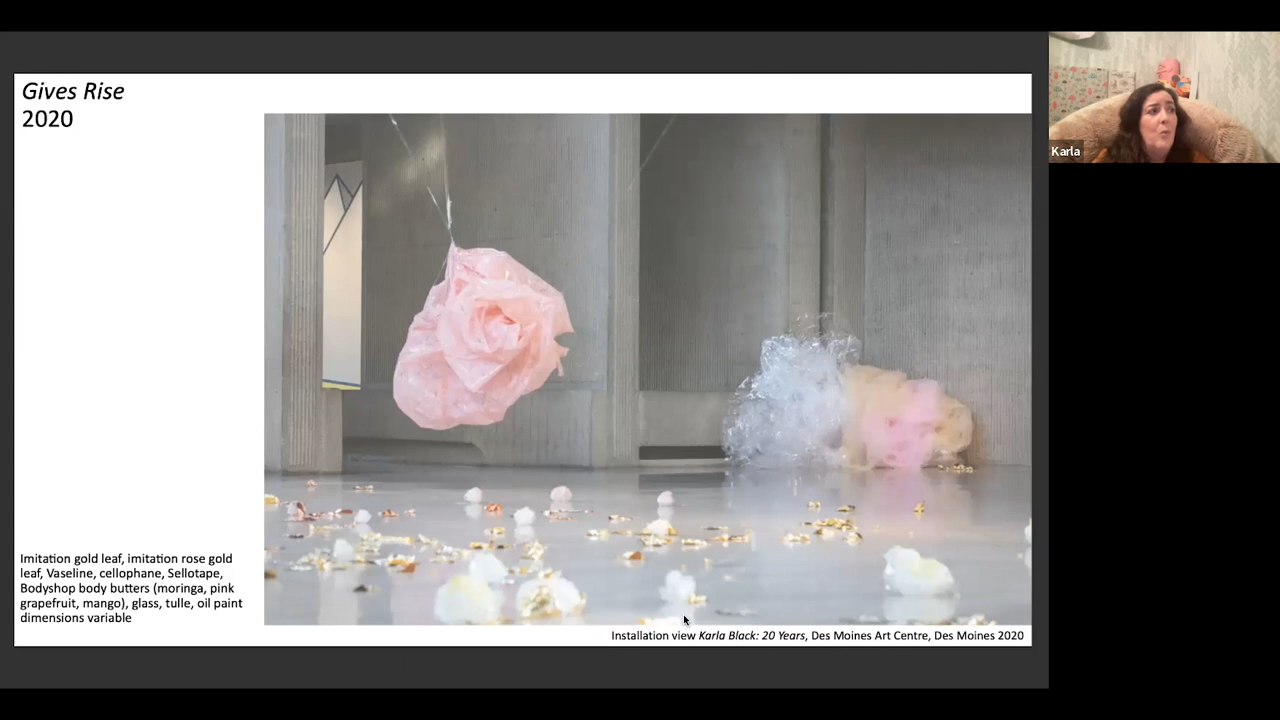 Gives Rise
2020
Karla
Imitation gold leaf, imitation rose gold
leaf, Vaseline, cellophane, Sellotape,
Bodyshop body butters (moringa, pink
grapefruit, mango), glass, tulle, oil paint
dimensions variable
Installation view Karla Black: 20 Years, Des Moines Art Centre, Des Moines 2020